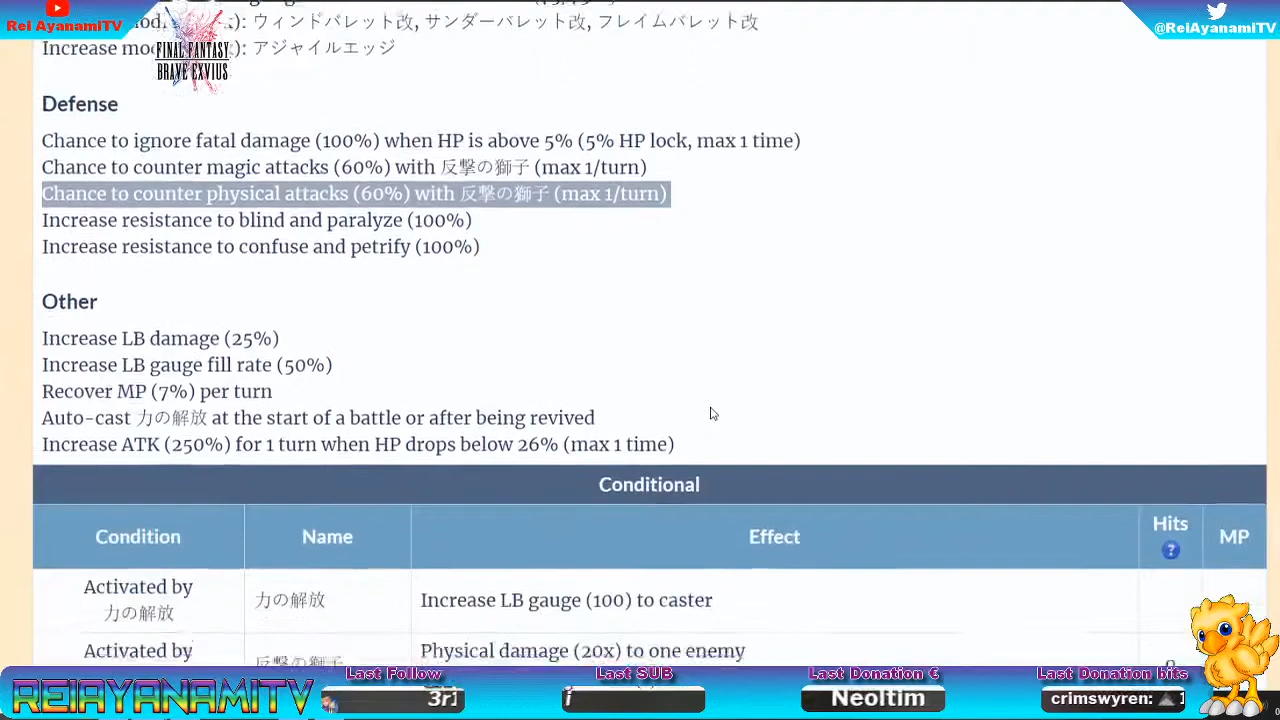 Rei AyanamiTV
@ReiAyanamiTV
FINAL FANTASY
BRAVE EXVIUS
ウィンドバレット改, サンダーバレット改, フレイムバレット改
Increase : アジャイルエッジ
Defense
Chance to ignore fatal damage (100%) when HP is above 5% (5% HP lock, max 1 time)
Chance to counter magic attacks (60%) with 反撃の獅子 (max 1/turn)
Chance to counter physical attacks (60%) with 反撃の獅子 (max 1/turn)
Increase resistance to blind and paralyze (100%)
Increase resistance to confuse and petrify (100%)
Other
Increase LB damage (25%)
Increase LB gauge fill rate (50%)
Recover MP (7%) per turn
Auto-cast 力の解放 at the start of a battle or after being revived
Increase ATK (250%) for 1 turn when HP drops below 26% (max 1 time)
Conditional
Condition Name Effect Hits ? MP
Activated by
力の解放 力の解放 Increase LB gauge (100) to caster
Activated by 反撃の獅子 Physical damage (20x) to one enemy
REIAYANAMITV
Last Follow Last SUB Last Donation € Last Donation bits
3r i Neoltim crimswyren: 1